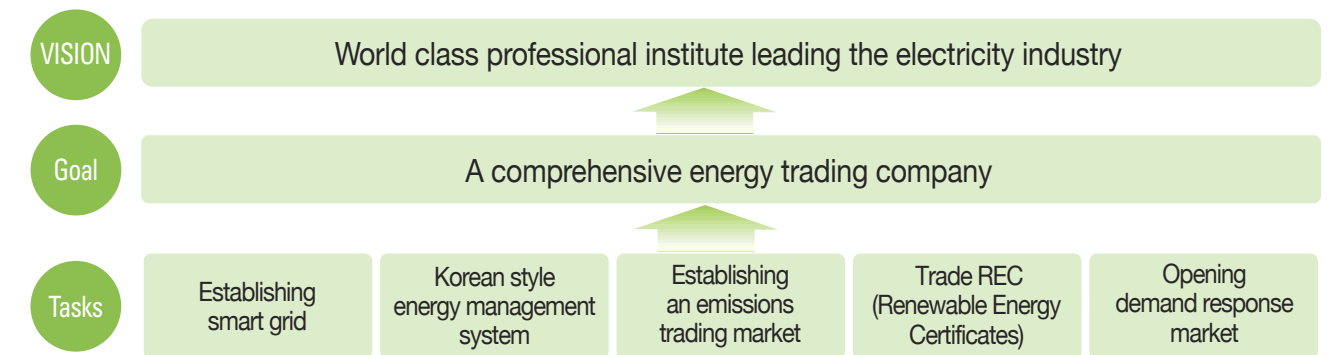 VISION
World class professional institute leading the electricity industry
Goal
A comprehensive energy trading company
Tasks
Establishing
smart grid
Korean style
energy management
system
Establishing
an emissions
trading market
Trade REC
(Renewable Energy
Certificates)
Opening
demand response
market